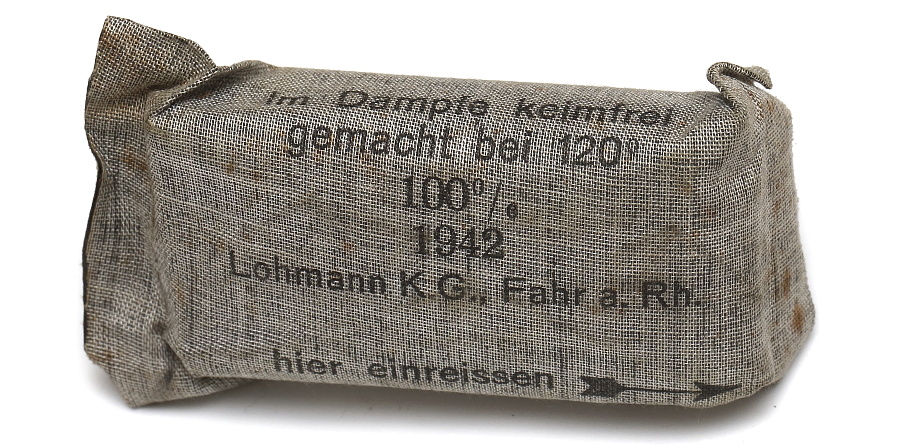 im Dampfe keimfrei
gemacht bei 120°
100%
1942
Lohmann K.G., Fahr a. Rh.
hier einreissen